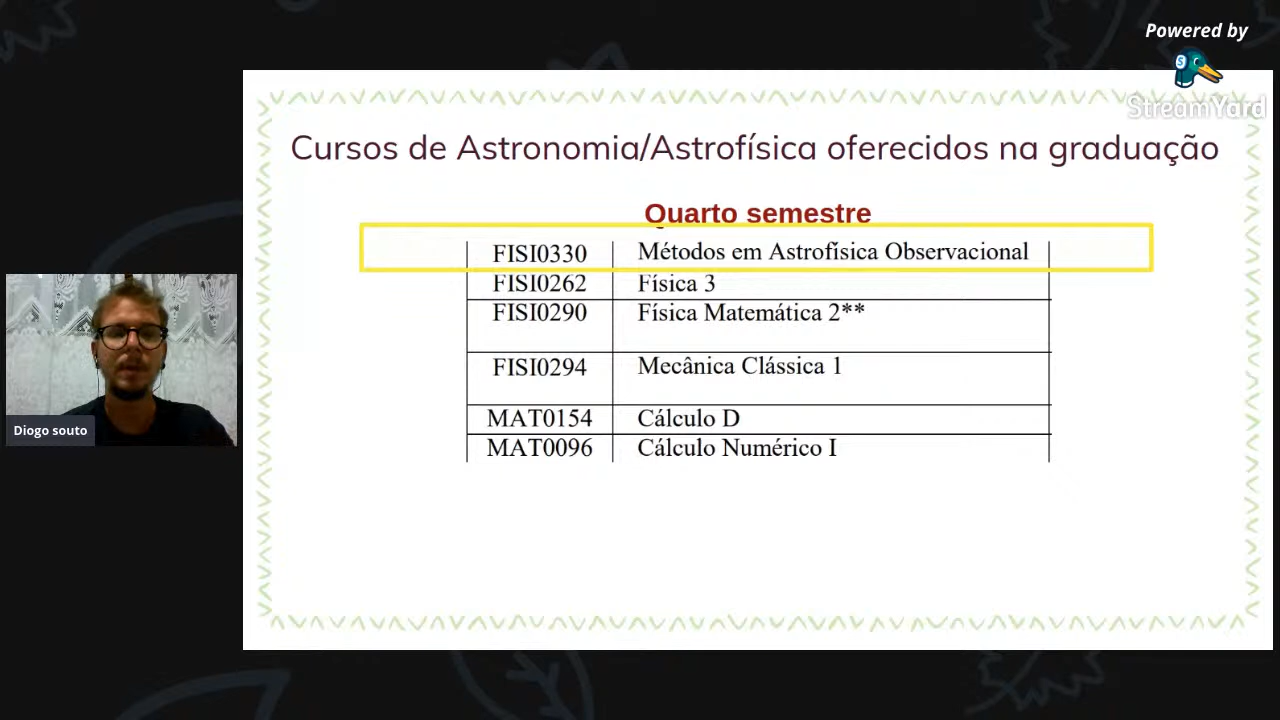 Powered by
StreamYard
Cursos de Astronomia/Astrofísica oferecidos na graduação
Quarto semestre
FISI0330 Métodos em Astrofísica Observacional
FISI0262 Física 3
FISI0290 Física Matemática 2**
FISI0294 Mecânica Clássica 1
MAT0154 Cálculo D
MAT0096 Cálculo Numérico I
Diogo souto